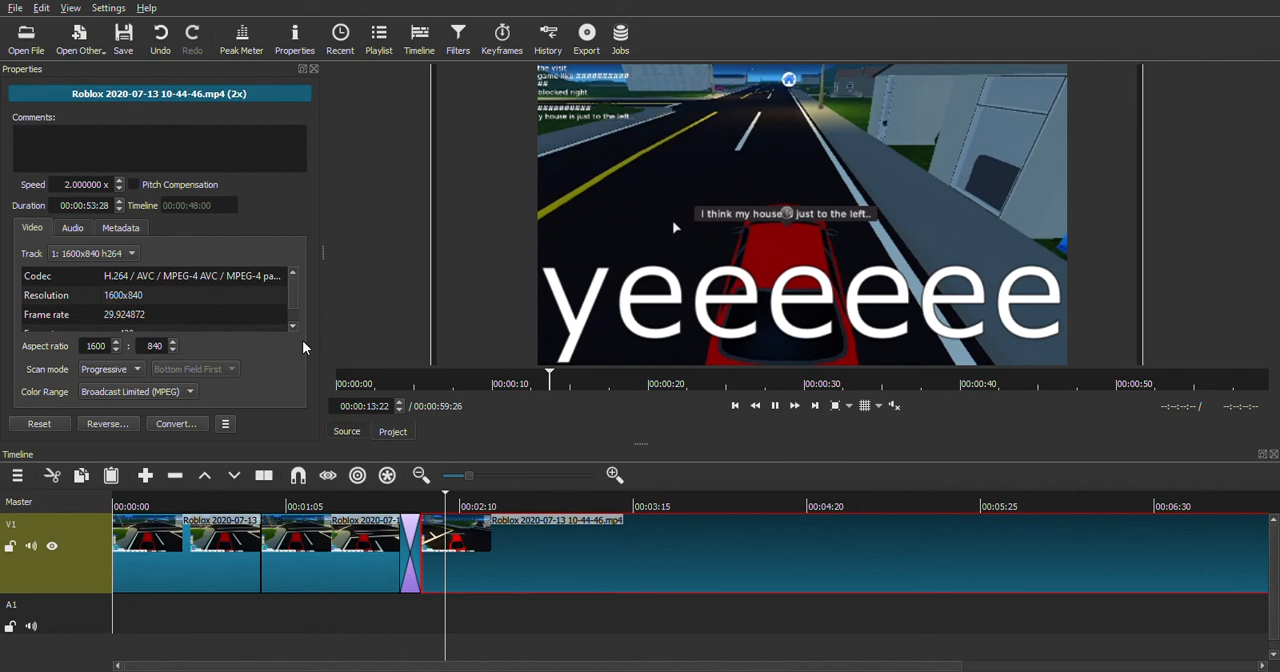 File Edit View Settings Help
Open File Open Other.. Save Undo Redo Peak Meter Properties Recent Playlist Timeline Filters Keyframes History Export Jobs
Properties
Roblox 2020-07-13 10-44-46.mp4 (2x)
Comments:
Speed 2.000000 x Pitch Compensation
Duration 00:00:53:28 Timeline 00:00:48:00
Video Audio Metadata
Track 1: 1600x840 h264
Codec H.264 / AVC / MPEG-4 AVC / MPEG-4 pa...
Resolution 1600x840
Frame rate 29.924872
Aspect ratio 1600 : 840
Scan mode Progressive Bottom Field First
Color Range Broadcast Limited (MPEG)
Reset Reverse... Convert...
the visit
game like ##########
##
blocked right
##########
y house is just to the left..
I think my house is just to the left..
yeeeeee
00:00:00 00:00:10 00:00:20 00:00:30 00:00:40 00:00:50
00:00:13:22 / 00:00:59:26 --:--:--:-- / --:--:--:--
Source Project
Timeline
Master 00:00:00 00:01:05 00:02:10 00:03:15 00:04:20 00:05:25 00:06:30
V1 Roblox 2020-07-13 Roblox 2020-07-1 Roblox 2020-07-13 10-44-46.mp4
A1